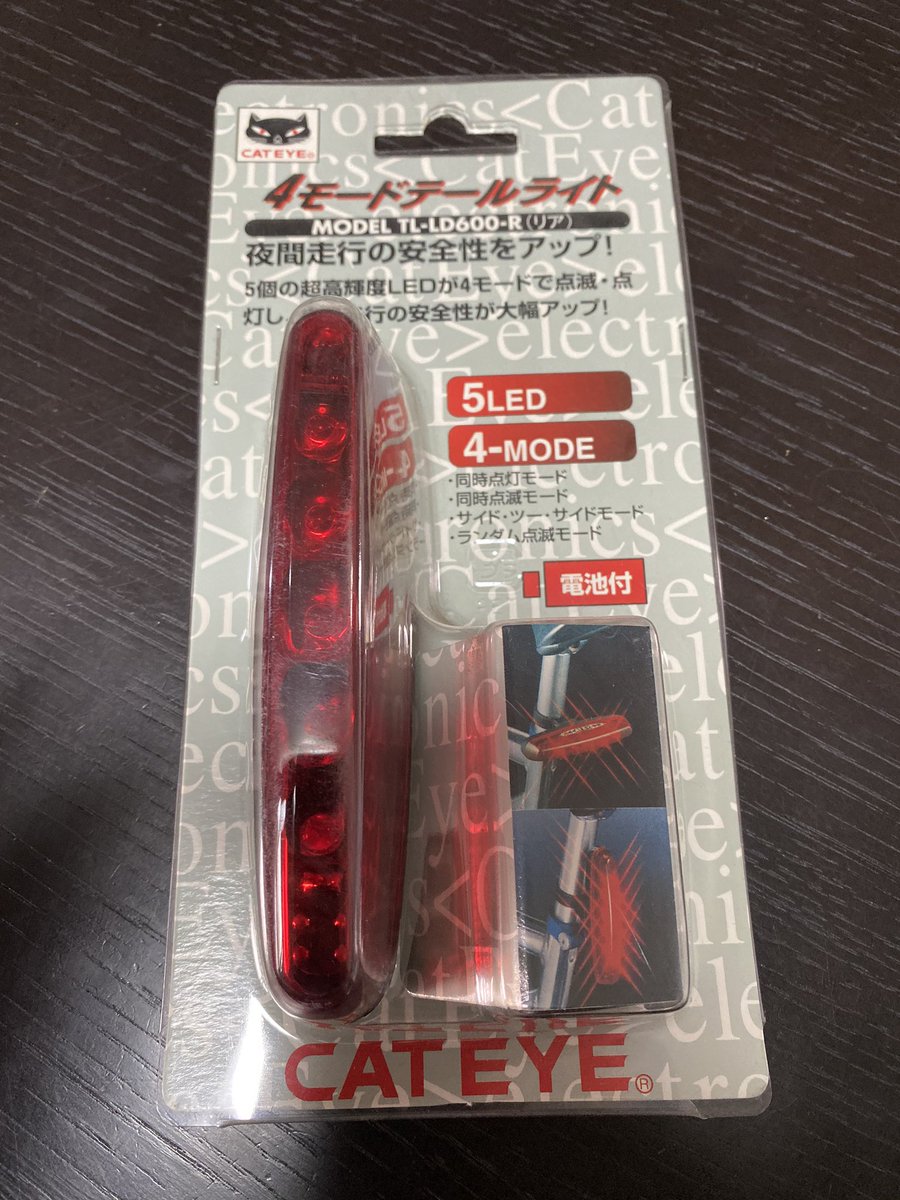 CATEYE®
4モードテールライト
MODEL TL-LD600-R(リア)
夜間走行の安全性をアップ!
5個の超高輝度LEDが4モードで点滅・点
灯し、 行の安全性が大幅アップ!
5LED
4-MODE
・同時点灯モード
・同時点滅モード
・サイド・ツー・サイドモード
・ランダム点滅モード
電池付
CATEYE®